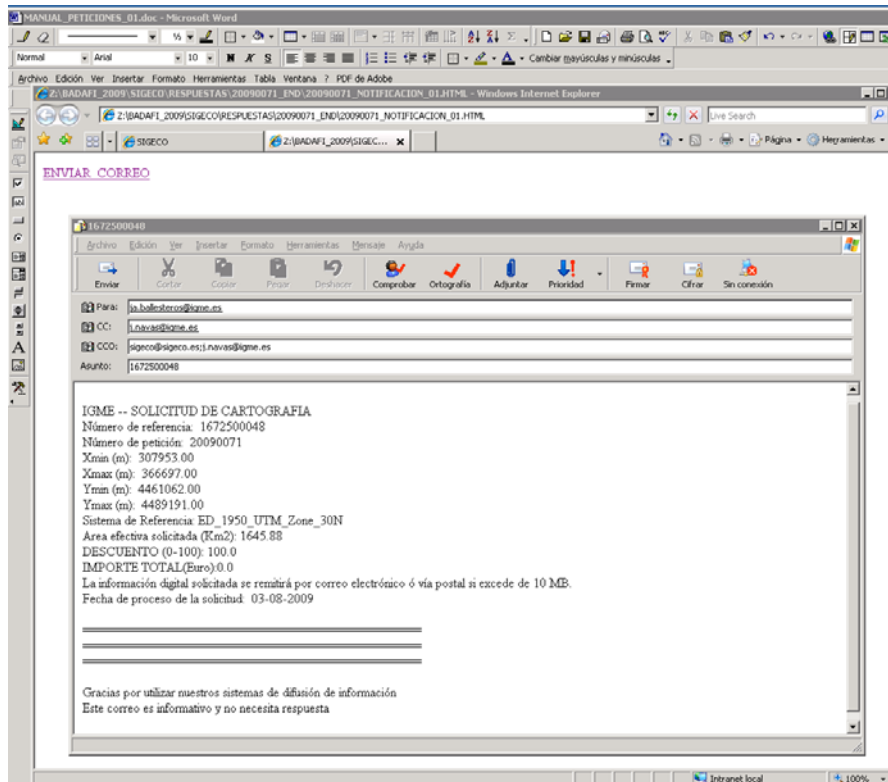 MANUAL_PETICIONES_01.doc - Microsoft Word
Normal Arial 10 N K S Cambiar mayúsculas y minúsculas
Archivo Edición Ver Insertar Formato Herramientas Tabla Ventana ? PDF de Adobe
Z:\BADAFI_2009\SIGECO\RESPUESTAS\20090071_END\20090071_NOTIFICACION_01.HTML - Windows Internet Explorer
Z:\BADAFI_2009\SIGECO\RESPUESTAS\20090071_END\20090071_NOTIFICACION_01.HTML Live Search
SIGECO Z:\BADAFI_2009\SIGEC... Página Herramientas
ENVIAR CORREO
1672500048
Archivo Edición Ver Insertar Formato Herramientas Mensaje Ayuda
Enviar Cortar Copiar Pegar Deshacer Comprobar Ortografía Adjuntar Prioridad Firmar Cifrar Sin conexión
Para: ja.ballesteros@igme.es
CC: j.navas@igme.es
CCO: sigeco@sigeco.es;j.navas@igme.es
Asunto: 1672500048
IGME -- SOLICITUD DE CARTOGRAFIA
Número de referencia: 1672500048
Número de petición: 20090071
Xmin (m): 307953.00
Xmax (m): 366697.00
Ymin (m): 4461062.00
Ymax (m): 4489191.00
Sistema de Referencia: ED_1950_UTM_Zone_30N
Area efectiva solicitada (Km2): 1645.88
DESCUENTO (0-100): 100.0
IMPORTE TOTAL(Euro):0.0
La información digital solicitada se remitirá por correo electrónico ó vía postal si excede de 10 MB.
Fecha de proceso de la solicitud: 03-08-2009
Gracias por utilizar nuestros sistemas de difusión de información
Este correo es informativo y no necesita respuesta
Intranet local 100%